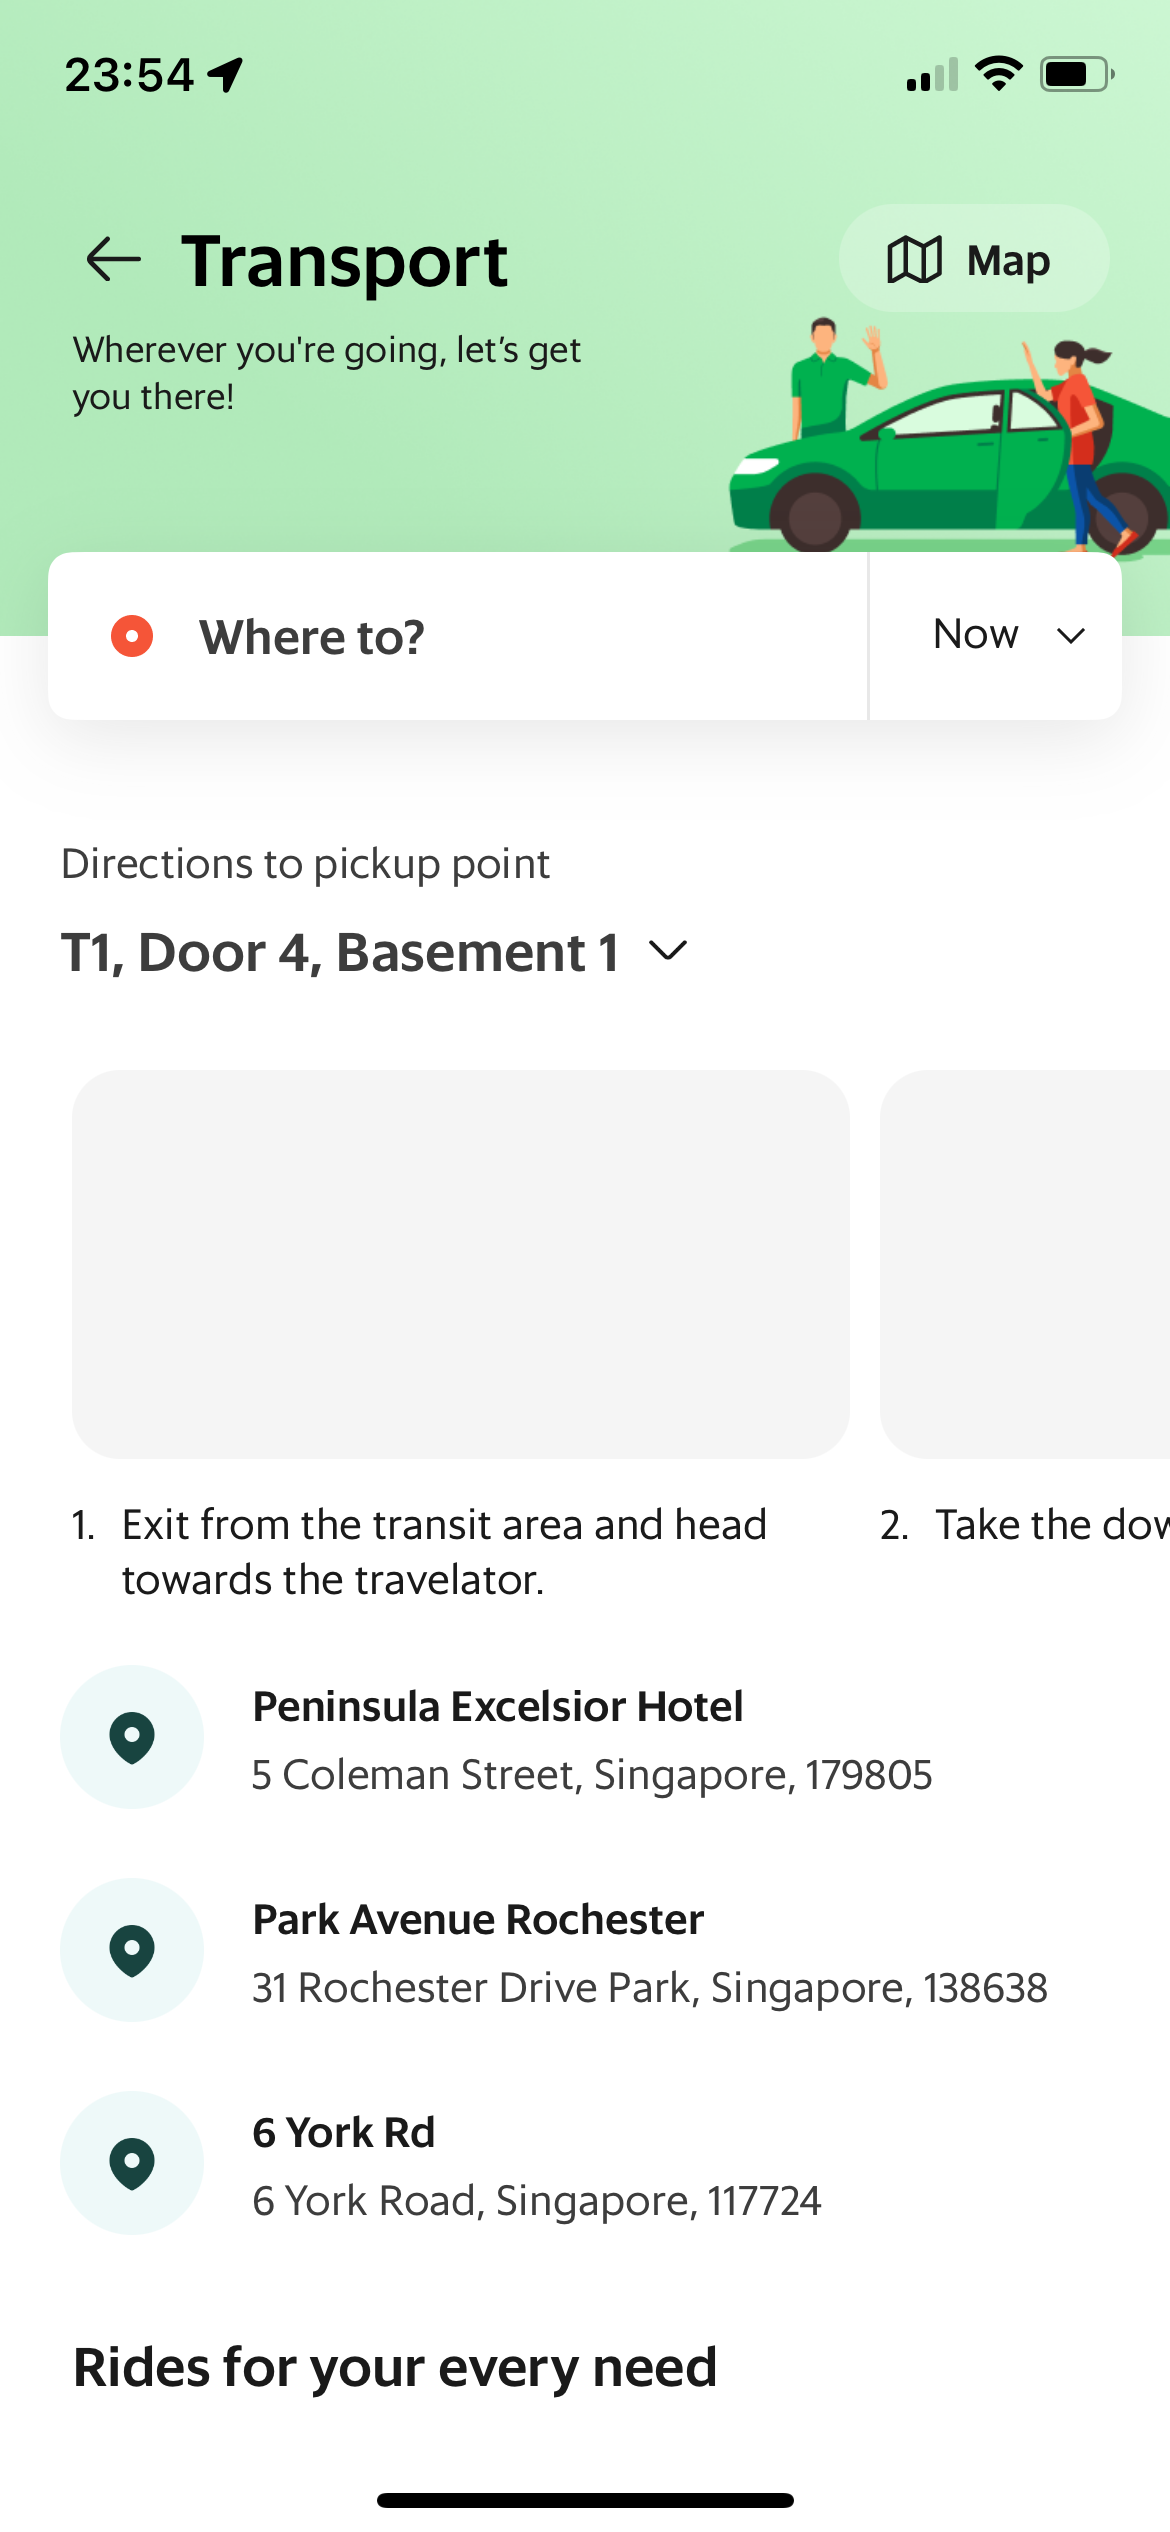 23:54
Transport
Map
Wherever you're going, let's get
you there!
Where to?
Now
Directions to pickup point
T1, Door 4, Basement 1
1. Exit from the transit area and head
towards the travelator.
2. Take the
Peninsula Excelsior Hotel
5 Coleman Street, Singapore, 179805
Park Avenue Rochester
31 Rochester Drive Park, Singapore, 138638
6 York Rd
6 York Road, Singapore, 117724
Rides for your every need